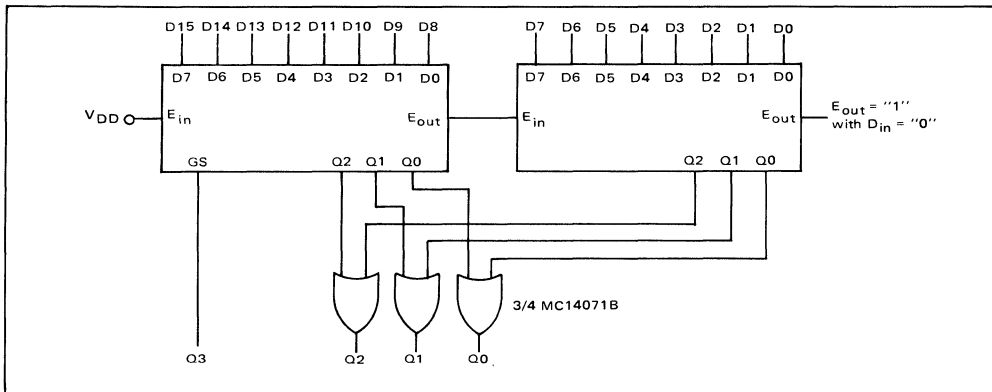 D15 D14 D13 D12 D11 D10 D9 D8 D7 D6 D5 D4 D3 D2 D1 D0
D7 D6 D5 D4 D3 D2 D1 D0 D7 D6 D5 D4 D3 D2 D1 D0
VDD Ein Eout Ein Eout Eout = "1"
with Din = "0"
GS Q2 Q1 Q0 Q2 Q1 Q0
3/4 MC14071B
Q3 Q2 Q1 Q0